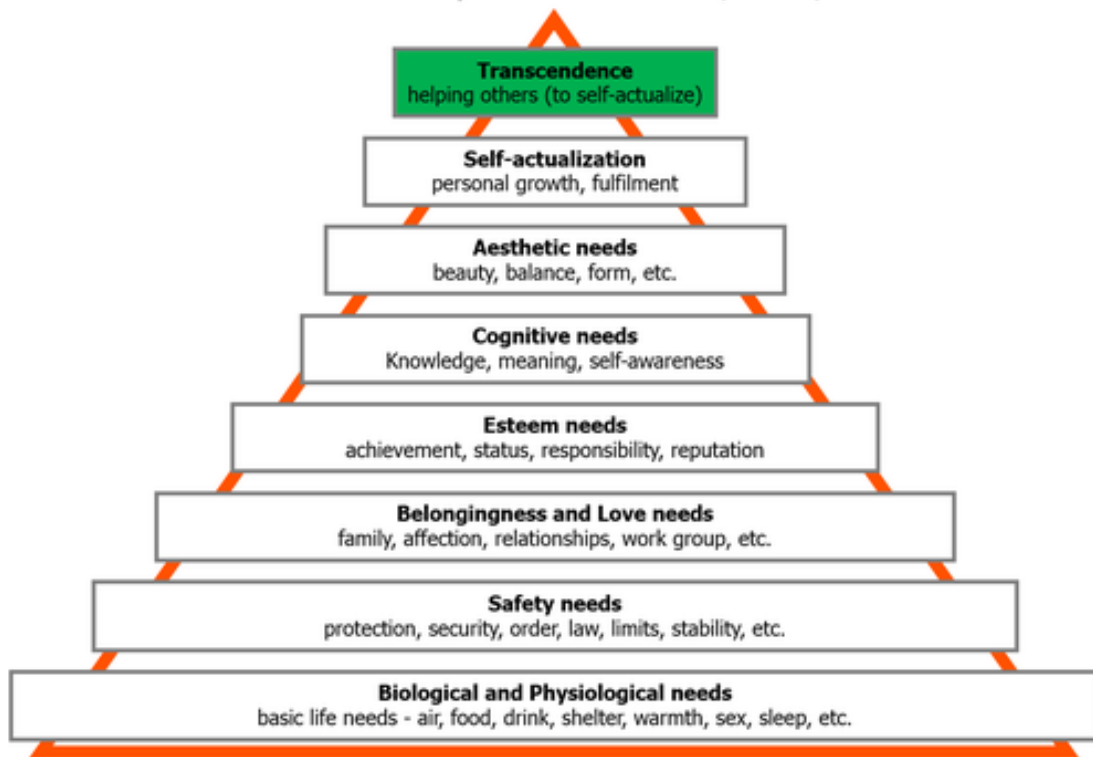 Transcendence
helping others (to self-actualize)
Self-actualization
personal growth, fulfilment
Aesthetic needs
beauty, balance, form, etc.
Cognitive needs
Knowledge, meaning, self-awareness
Esteem needs
achievement, status, responsibility, reputation
Belongingness and Love needs
family, affection, relationships, work group, etc.
Safety needs
protection, security, order, law, limits, stability, etc.
Biological and Physiological needs
basic life needs - air, food, drink, shelter, warmth, sex, sleep, etc.